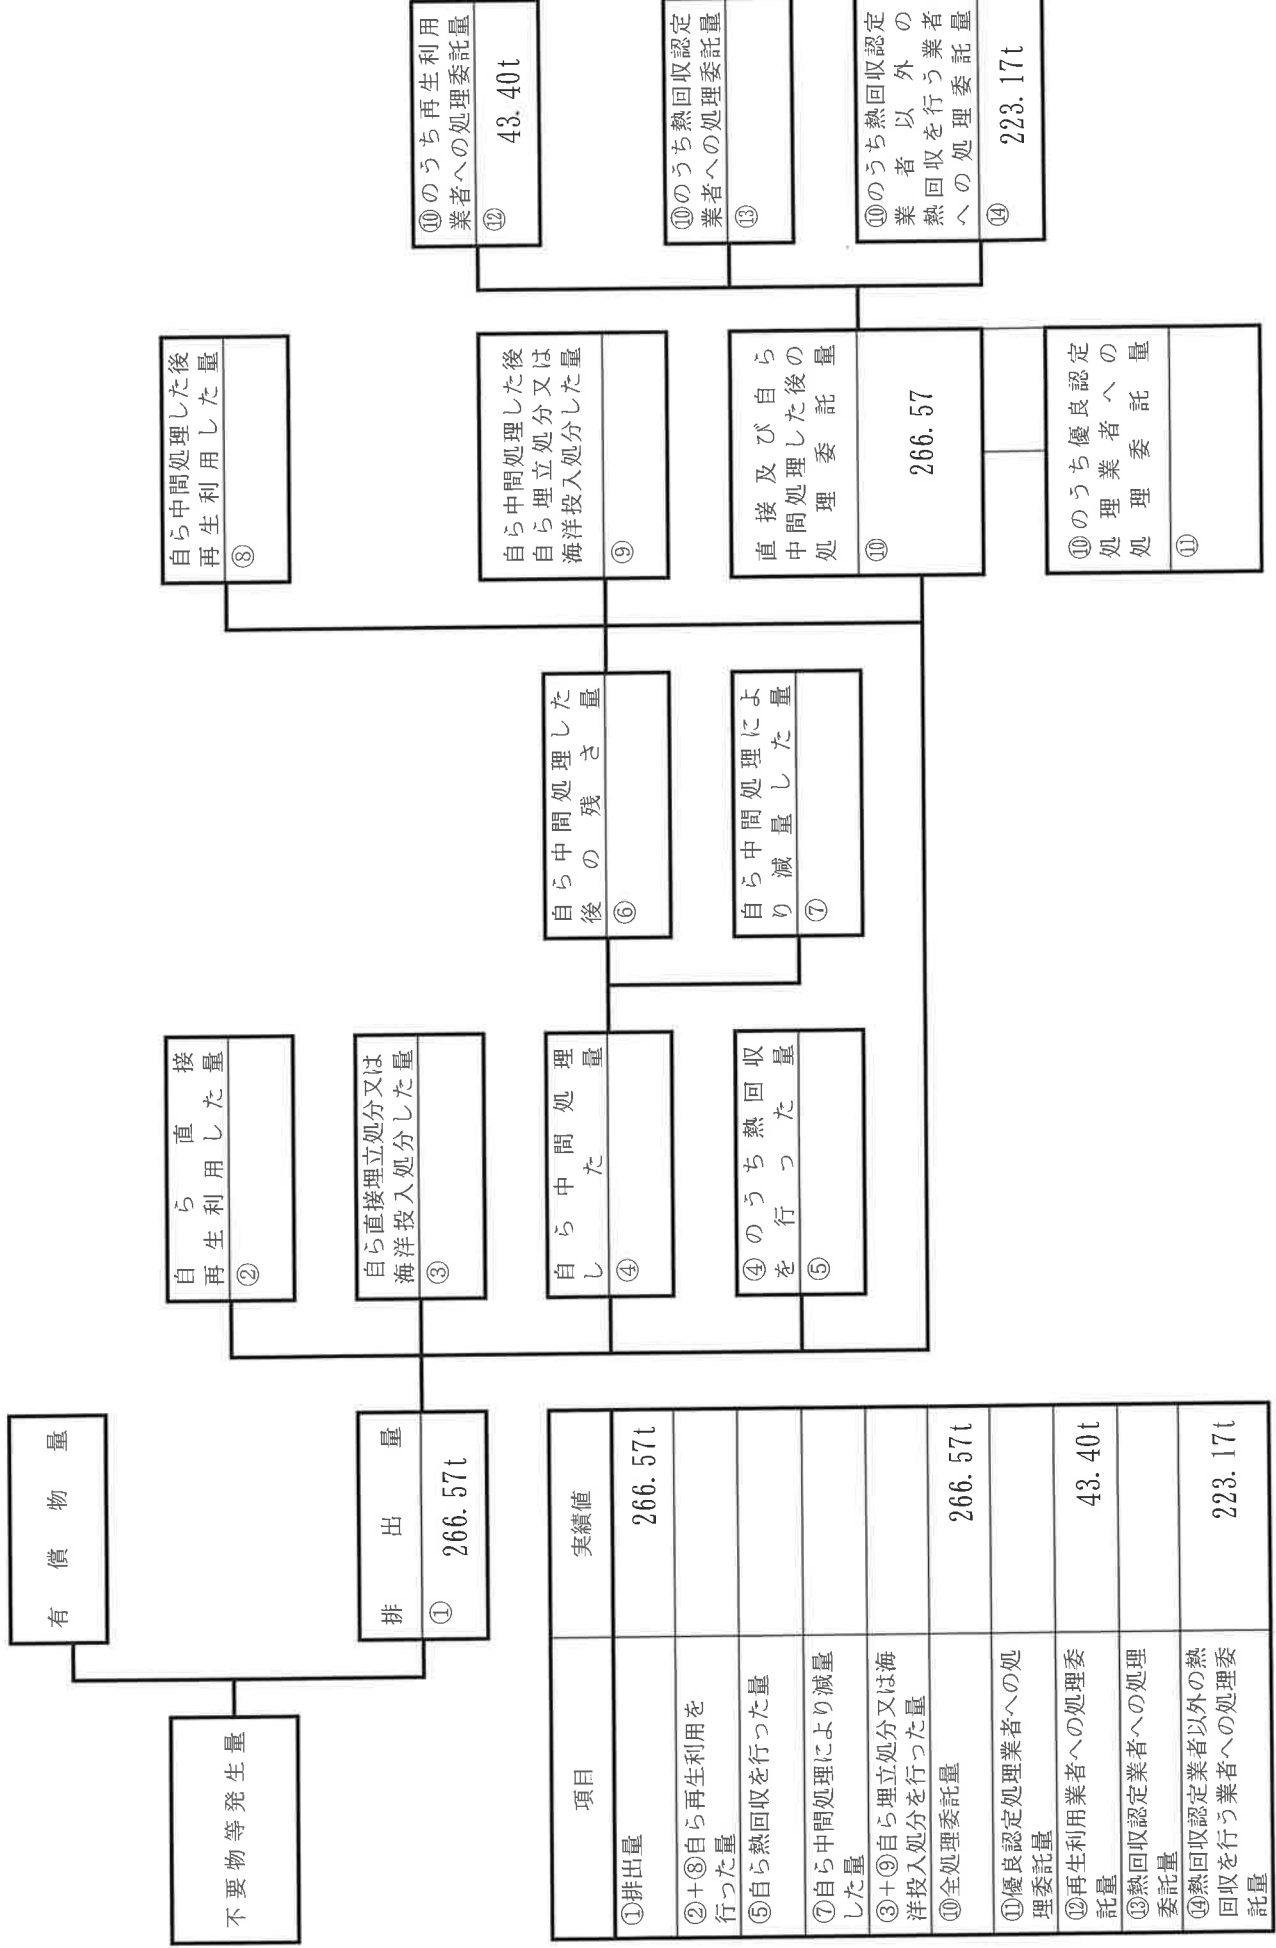 不要物等発生量
有償物量
排出量
① 266.57t
自ら直接
再生利用した量
②
自ら直接埋立処分又は
海洋投入処分した量
③
自ら中間処理
した量
④
④のうち熱回収
を行った量
⑤
自ら中間処理した
後の残さ量
⑥
自ら中間処理によ
り減量した量
⑦
自ら中間処理した後
再生利用した量
⑧
自ら中間処理した後
自ら埋立処分又は
海洋投入処分した量
⑨
直接及び自ら
中間処理した後の
処理委託量
⑩
266.57
⑩のうち優良認定
処理業者への
処理委託量
⑪
⑩のうち再生利用
業者への処理委託量
⑫
43.40t
⑩のうち熱回収認定
業者への処理委託量
⑬
⑩のうち熱回収認定
業者以外の
熱回収を行う業者
への処理委託量
⑭
223.17t
項目 実績値
①排出量 266.57t
②+⑧自ら再生利用を
行った量
⑤自ら熱回収を行った量
⑦自ら中間処理により減量
した量
③+⑨自ら埋立処分又は海
洋投入処分を行った量
⑩全処理委託量 266.57t
⑪優良認定処理業者への処
理委託量
⑫再生利用業者への処理委
託量 43.40t
⑬熱回収認定業者への処理
委託量
⑭熱回収認定業者以外の熱
回収を行う業者への処理委
託量 223.17t